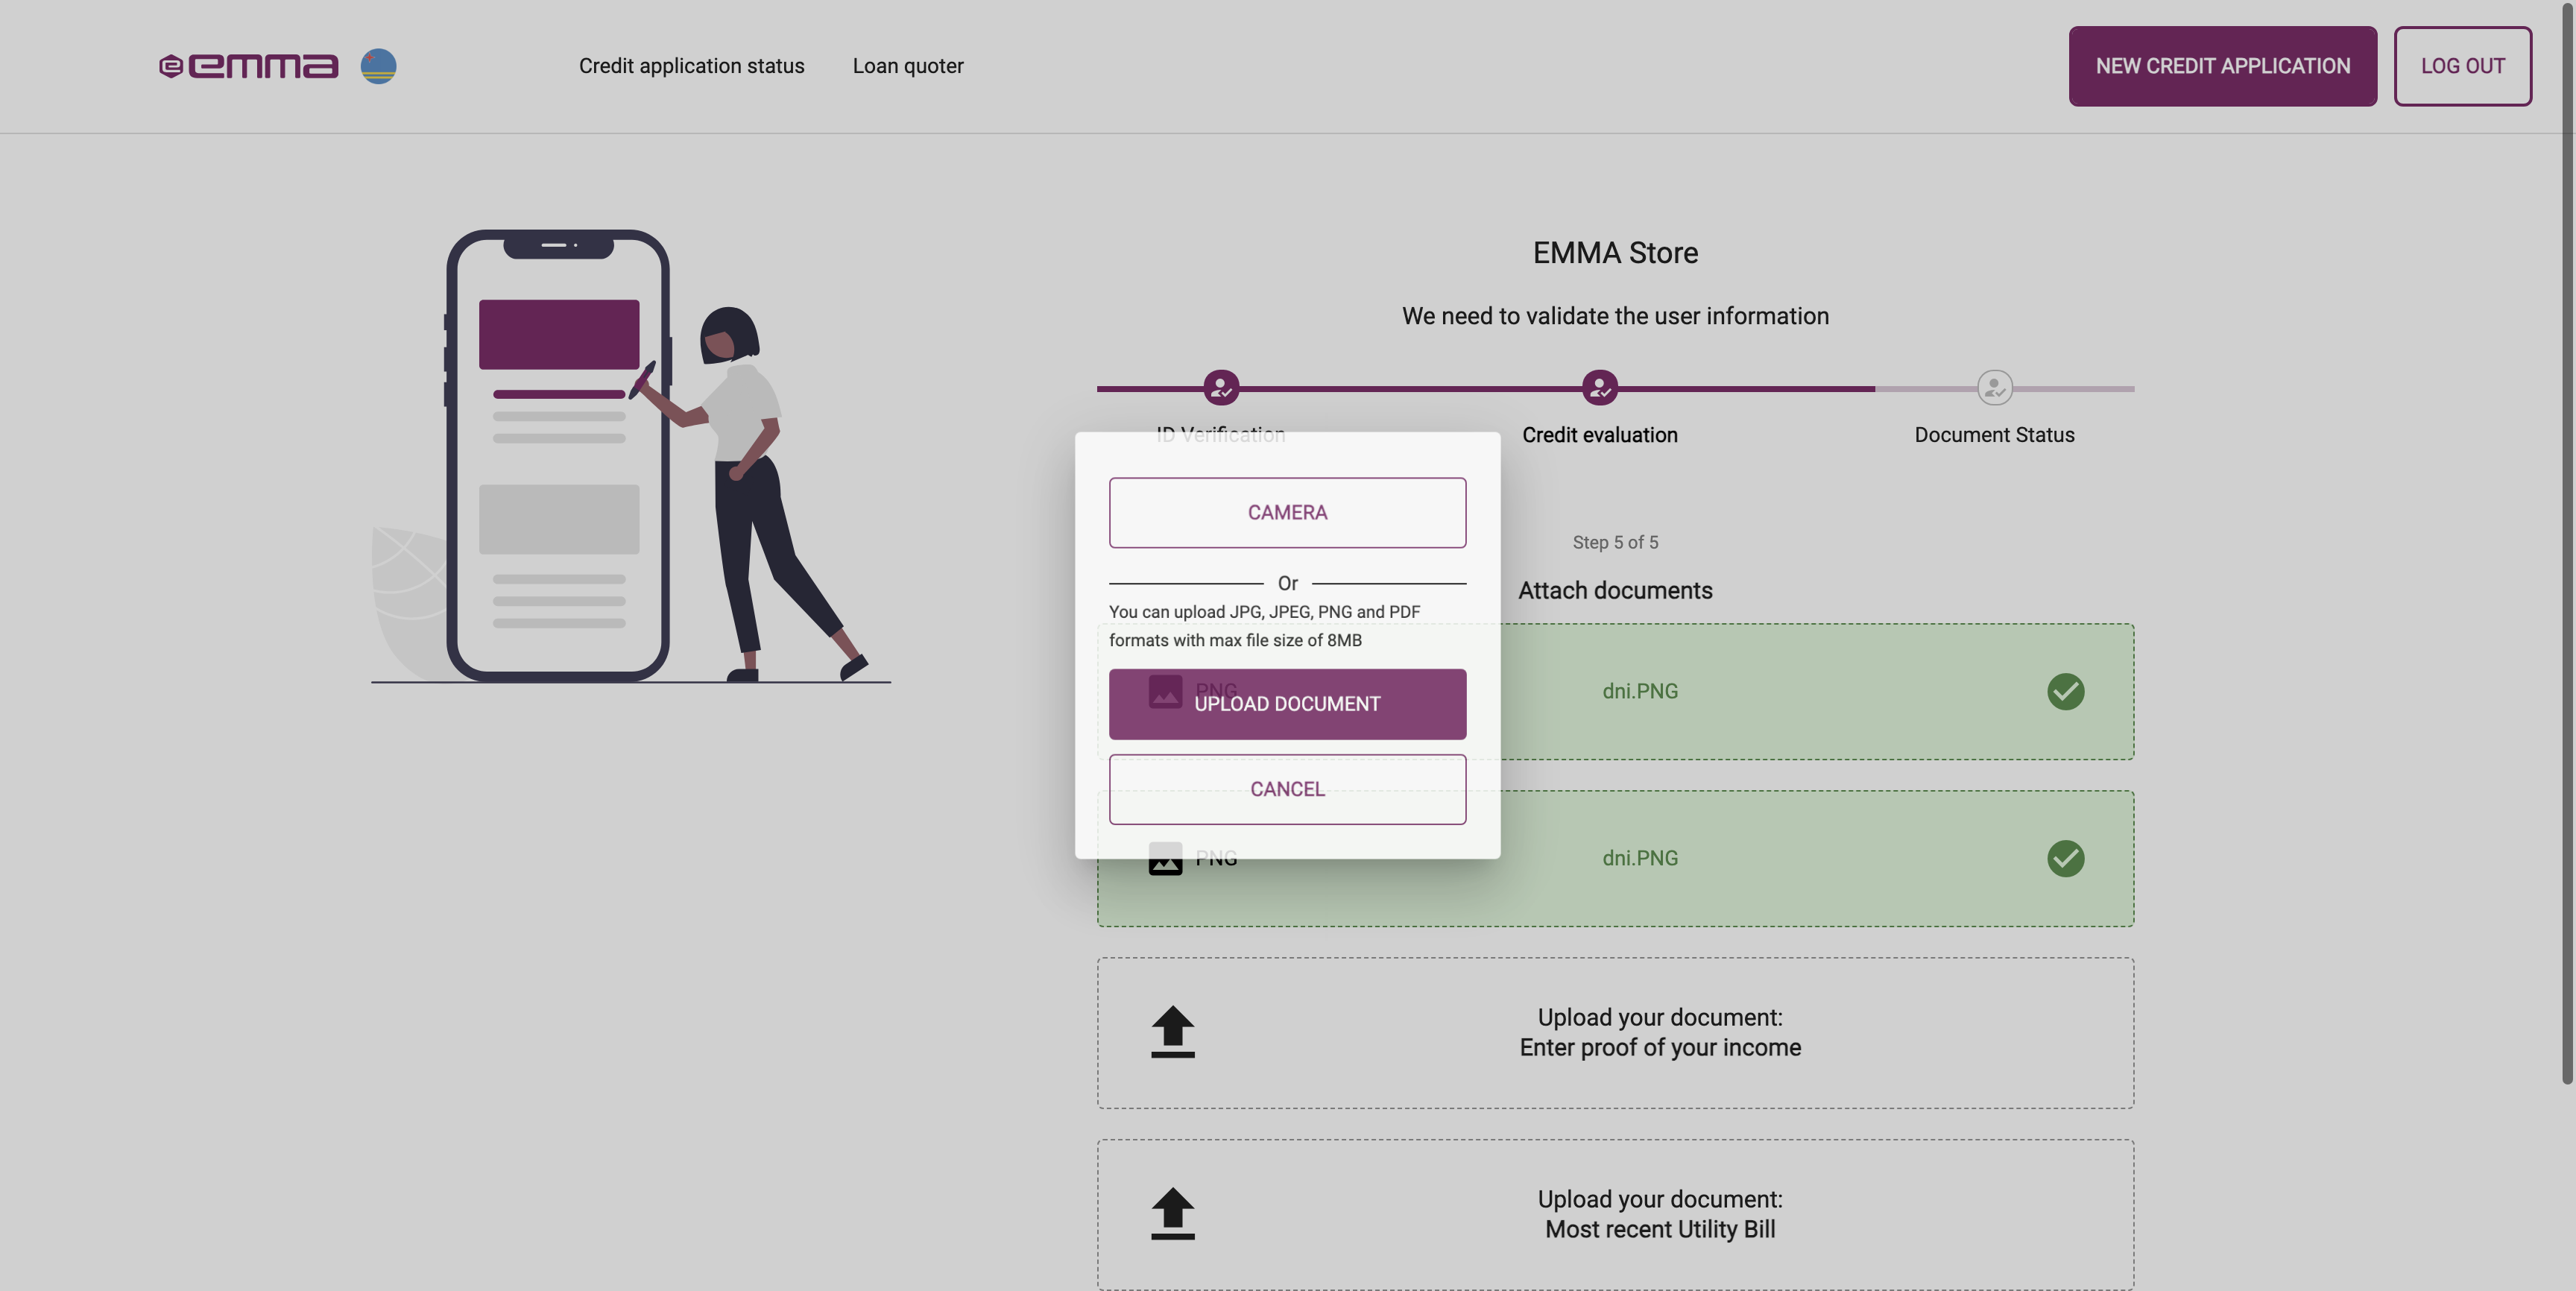 emma
Credit application status
Loan quoter
NEW CREDIT APPLICATION
LOG OUT
EMMA Store
We need to validate the user information
ID Verification
Credit evaluation
Document Status
Step 5 of 5
Attach documents
CAMERA
Or
You can upload JPG, JPEG, PNG and PDF
formats with max file size of 8MB
PNG
dni.PNG
UPLOAD DOCUMENT
CANCEL
PNG
dni.PNG
Upload your document:
Enter proof of your income
Upload your document:
Most recent Utility Bill